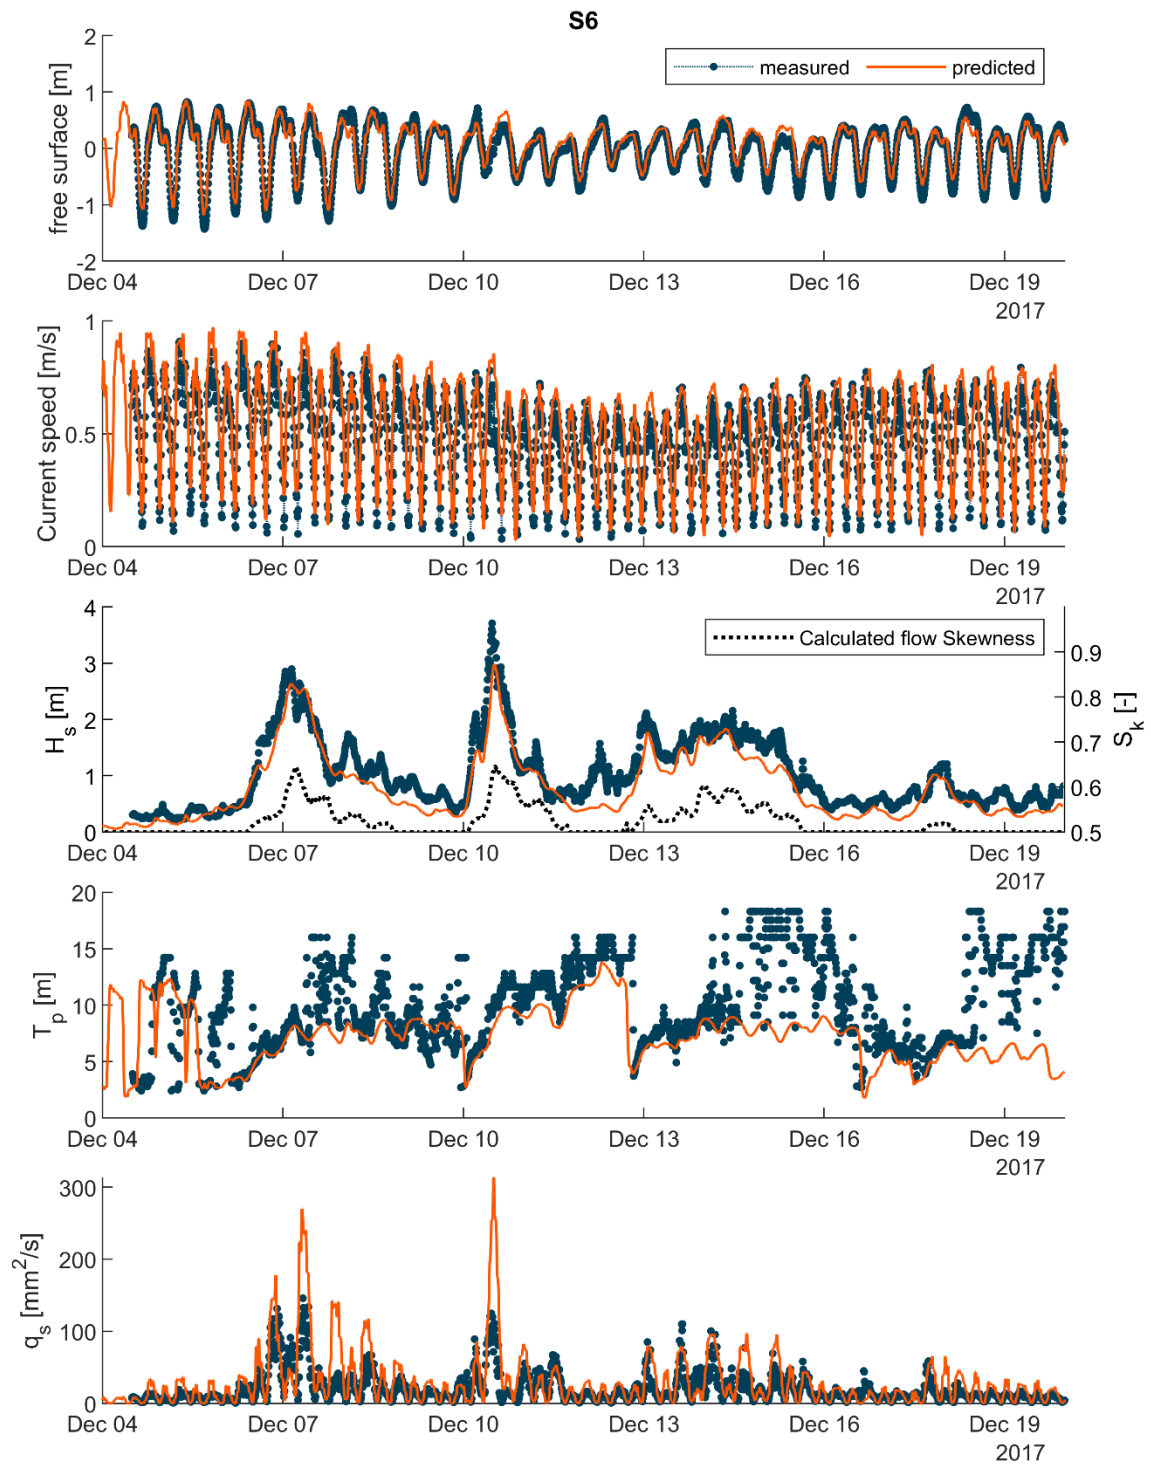 S6
measured predicted
free surface [m]
2
1
0
-1
-2
Dec 04 Dec 07 Dec 10 Dec 13 Dec 16 Dec 19
2017
Current speed [m/s]
1
0.5
0
Dec 04 Dec 07 Dec 10 Dec 13 Dec 16 Dec 19
2017
Calculated flow Skewness
H_s [m]
4
3
2
1
0
S_k [-]
0.9
0.8
0.7
0.6
0.5
Dec 04 Dec 07 Dec 10 Dec 13 Dec 16 Dec 19
2017
T_p [m]
20
15
10
5
0
Dec 04 Dec 07 Dec 10 Dec 13 Dec 16 Dec 19
2017
q_s [mm²/s]
300
200
100
0
Dec 04 Dec 07 Dec 10 Dec 13 Dec 16 Dec 19
2017